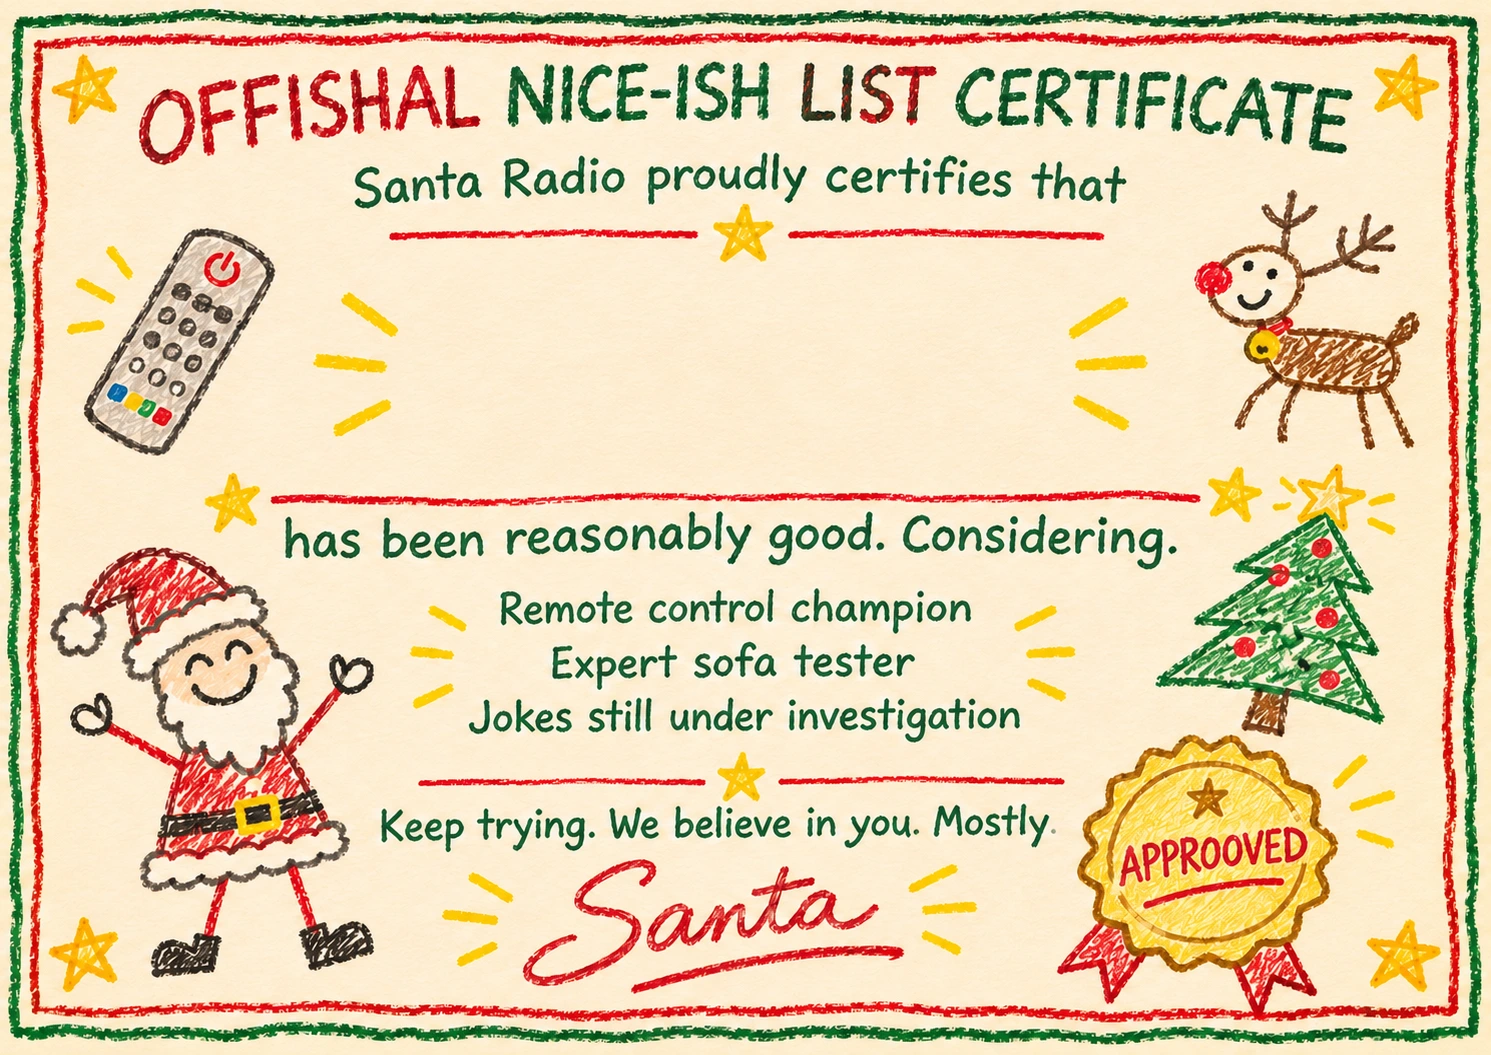 OFFISHAL NICE-ISH LIST CERTIFICATE
Santa Radio proudly certifies that
has been reasonably good. Considering.
Remote control champion
Expert sofa tester
Jokes still under investigation
Keep trying. We believe in you. Mostly.
Santa
APPROOVED